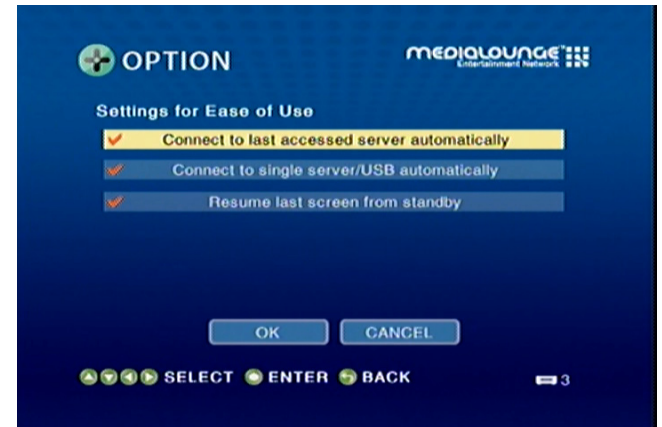 OPTION
MEDIALOUNGE™
Entertainment Network
Settings for Ease of Use
Connect to last accessed server automatically
Connect to single server/USB automatically
Resume last screen from standby
OK CANCEL
SELECT ENTER BACK 3